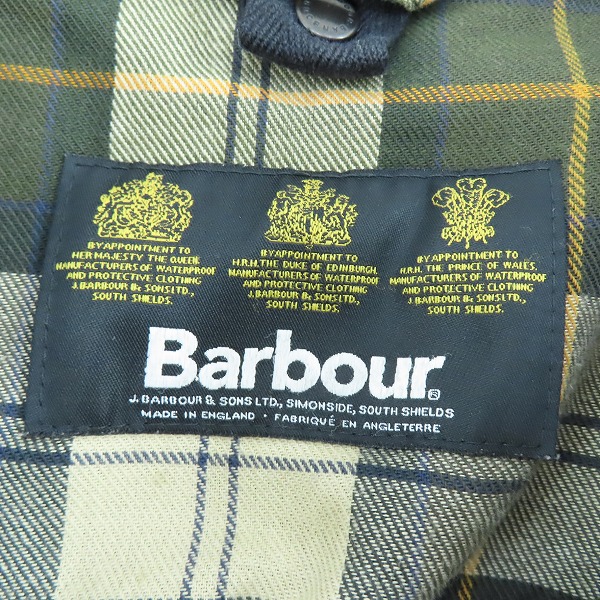 BY APPOINTMENT TO
HER MAJESTY THE QUEEN
MANUFACTURERS OF WATERPROOF
AND PROTECTIVE CLOTHING
J.BARBOUR & SONS LTD.,
SOUTH SHIELDS.
BY APPOINTMENT TO
H.R.H. THE DUKE OF EDINBURGH,
MANUFACTURERS OF WATERPROOF
AND PROTECTIVE CLOTHING
J.BARBOUR & SONS LTD.,
SOUTH SHIELDS.
BY APPOINTMENT TO
H.R.H. THE PRINCE OF WALES,
MANUFACTURERS OF WATERPROOF
AND PROTECTIVE CLOTHING
J.BARBOUR & SONS LTD.,
SOUTH SHIELDS.
Barbour®
J. BARBOUR & SONS LTD., SIMONSIDE, SOUTH SHIELDS
MADE IN ENGLAND · FABRIQUÉ EN ANGLETERRE